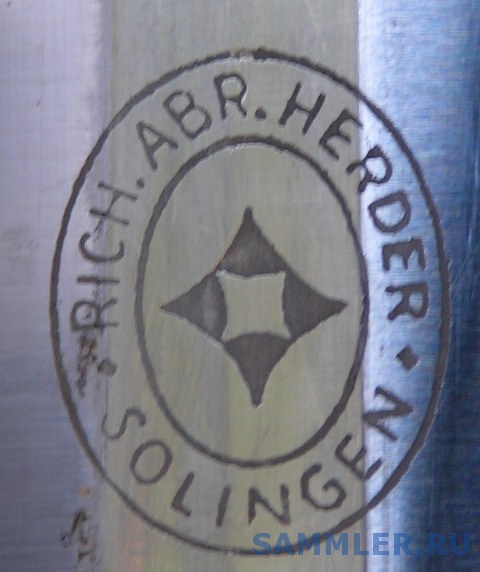 RICH. ABR. HERDER
SOLINGEN
SAMMLER.RU